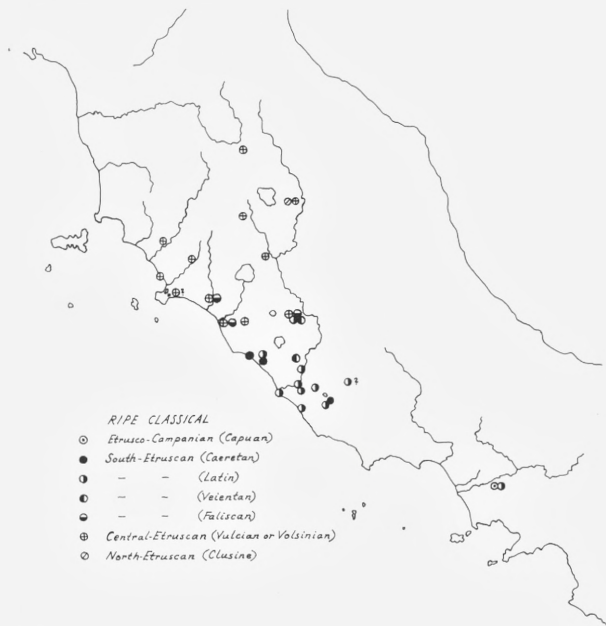 ?
?
RIPE CLASSICAL
Etrusco-Campanian (Capuan)
South-Etruscan (Caeretan)
— — (Latin)
— — (Veientan)
— — (Faliscan)
Central-Etruscan (Vulcian or Volsinian)
North-Etruscan (Clusine)